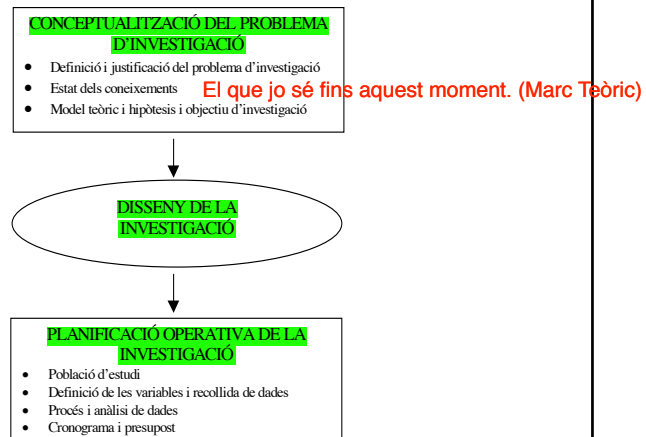 CONCEPTUALITZACIÓ DEL PROBLEMA
D’INVESTIGACIÓ
• Definició i justificació del problema d’investigació
• Estat dels coneixements El que jo sé fins aquest moment. (Marc Teòric)
• Model teòric i hipòtesis i objectiu d’investigació
DISSENY DE LA
INVESTIGACIÓ
PLANIFICACIÓ OPERATIVA DE LA
INVESTIGACIÓ
• Població d’estudi
• Definició de les variables i recollida de dades
• Procés i anàlisi de dades
• Cronograma i presupost